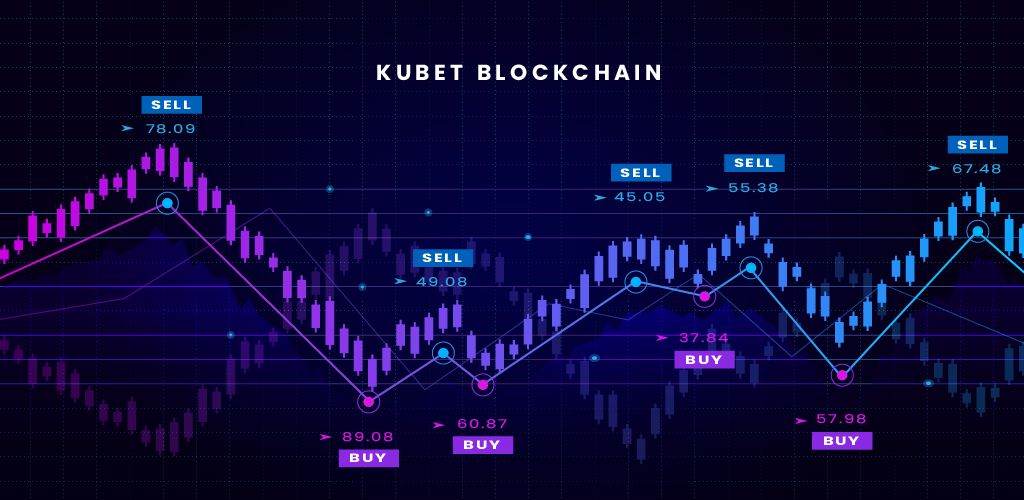 KUBET BLOCKCHAIN
SELL
78.09
SELL
49.08
SELL
45.05
SELL
55.38
SELL
67.48
89.08
BUY
60.87
BUY
37.84
BUY
57.98
BUY